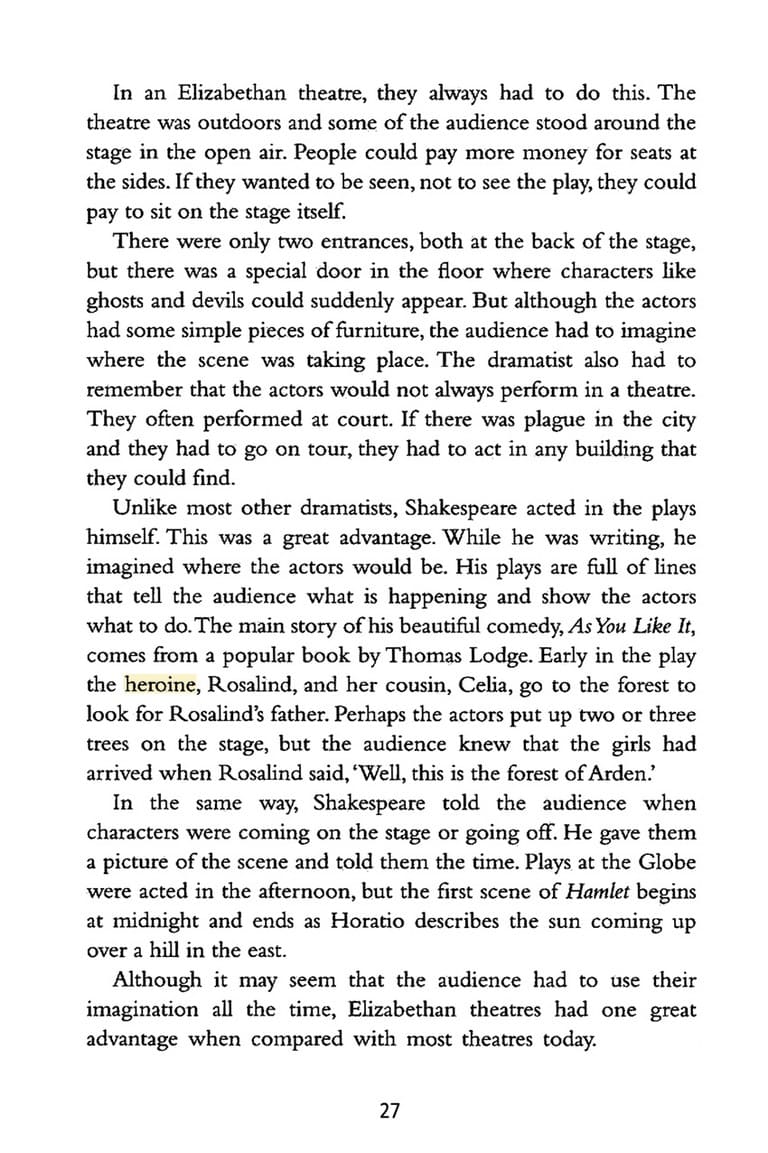 In an Elizabethan theatre, they always had to do this. The
theatre was outdoors and some of the audience stood around the
stage in the open air. People could pay more money for seats at
the sides. If they wanted to be seen, not to see the play, they could
pay to sit on the stage itself.
There were only two entrances, both at the back of the stage,
but there was a special door in the floor where characters like
ghosts and devils could suddenly appear. But although the actors
had some simple pieces of furniture, the audience had to imagine
where the scene was taking place. The dramatist also had to
remember that the actors would not always perform in a theatre.
They often performed at court. If there was plague in the city
and they had to go on tour, they had to act in any building that
they could find.
Unlike most other dramatists, Shakespeare acted in the plays
himself. This was a great advantage. While he was writing, he
imagined where the actors would be. His plays are full of lines
that tell the audience what is happening and show the actors
what to do. The main story of his beautiful comedy, As You Like It,
comes from a popular book by Thomas Lodge. Early in the play
the heroine, Rosalind, and her cousin, Celia, go to the forest to
look for Rosalind’s father. Perhaps the actors put up two or three
trees on the stage, but the audience knew that the girls had
arrived when Rosalind said, ‘Well, this is the forest of Arden.’
In the same way, Shakespeare told the audience when
characters were coming on the stage or going off. He gave them
a picture of the scene and told them the time. Plays at the Globe
were acted in the afternoon, but the first scene of Hamlet begins
at midnight and ends as Horatio describes the sun coming up
over a hill in the east.
Although it may seem that the audience had to use their
imagination all the time, Elizabethan theatres had one great
advantage when compared with most theatres today.
27